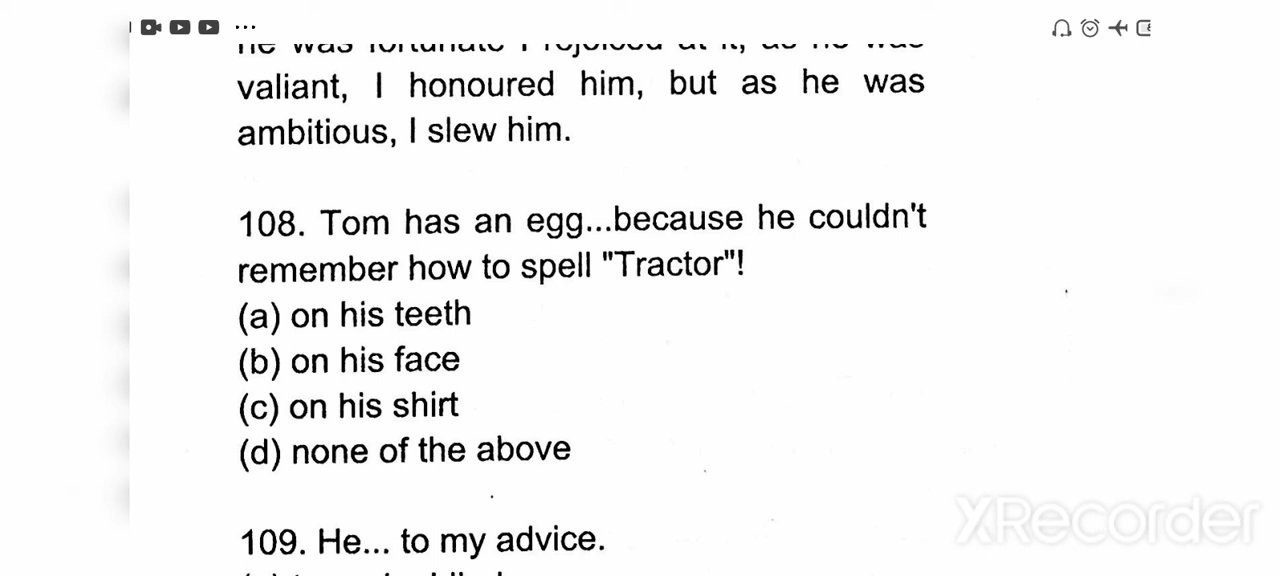 valiant, I honoured him, but as he was
ambitious, I slew him.
108. Tom has an egg...because he couldn't
remember how to spell "Tractor"!
(a) on his teeth
(b) on his face
(c) on his shirt
(d) none of the above
109. He... to my advice.
XRecorder